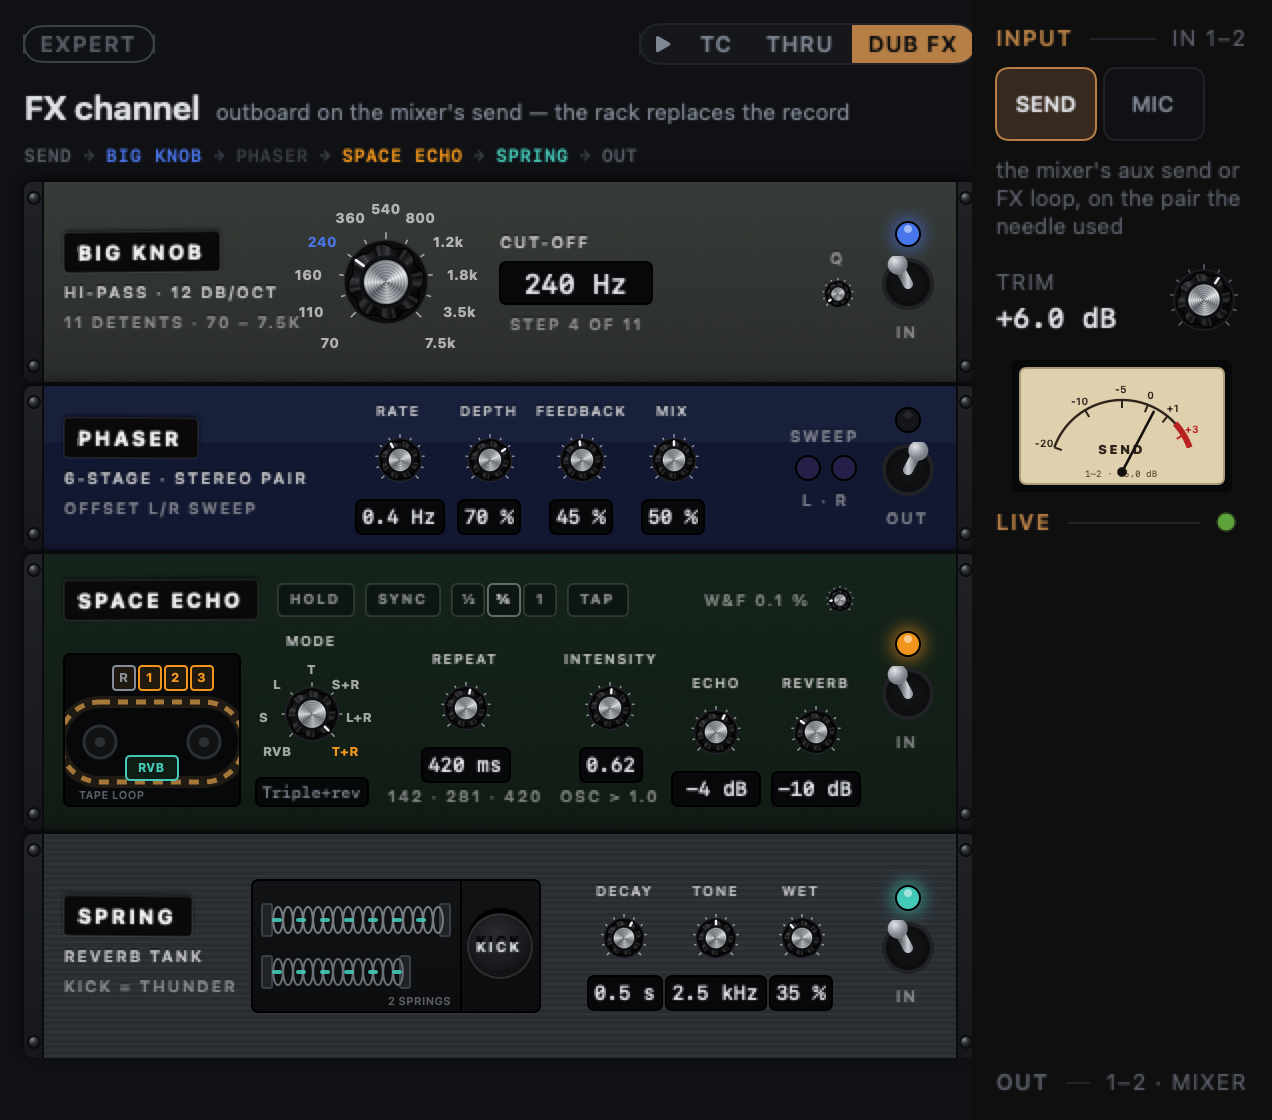 EXPERT
▶ TC THRU DUB FX
FX channel outboard on the mixer's send — the rack replaces the record
SEND → BIG KNOB → PHASER → SPACE ECHO → SPRING → OUT
BIG KNOB
HI-PASS · 12 DB/OCT
11 DETENTS · 70 – 7.5K
70
110
160
240
360
540
800
1.2k
1.8k
3.5k
7.5k
CUT-OFF
240 Hz
STEP 4 OF 11
Q
IN
PHASER
6-STAGE · STEREO PAIR
OFFSET L/R SWEEP
RATE DEPTH FEEDBACK MIX
0.4 Hz 70 % 45 % 50 %
SWEEP
L · R
OUT
SPACE ECHO
HOLD SYNC ½ ¾ 1 TAP
W&F 0.1 %
R 1 2 3
RVB
TAPE LOOP
MODE
T
L S+R
S L+R
RVB T+R
Triple+rev
REPEAT
420 ms
142 · 281 · 420
INTENSITY
0.62
OSC > 1.0
ECHO
-4 dB
REVERB
-10 dB
IN
SPRING
REVERB TANK
KICK = THUNDER
2 SPRINGS
KICK
DECAY TONE WET
0.5 s 2.5 kHz 35 %
IN
INPUT IN 1–2
SEND MIC
the mixer's aux send or
FX loop, on the pair the
needle used
TRIM
+6.0 dB
-20 -10 -5 0 +1 +3
SEND
1–2 · .0 dB
LIVE
OUT 1–2 · MIXER